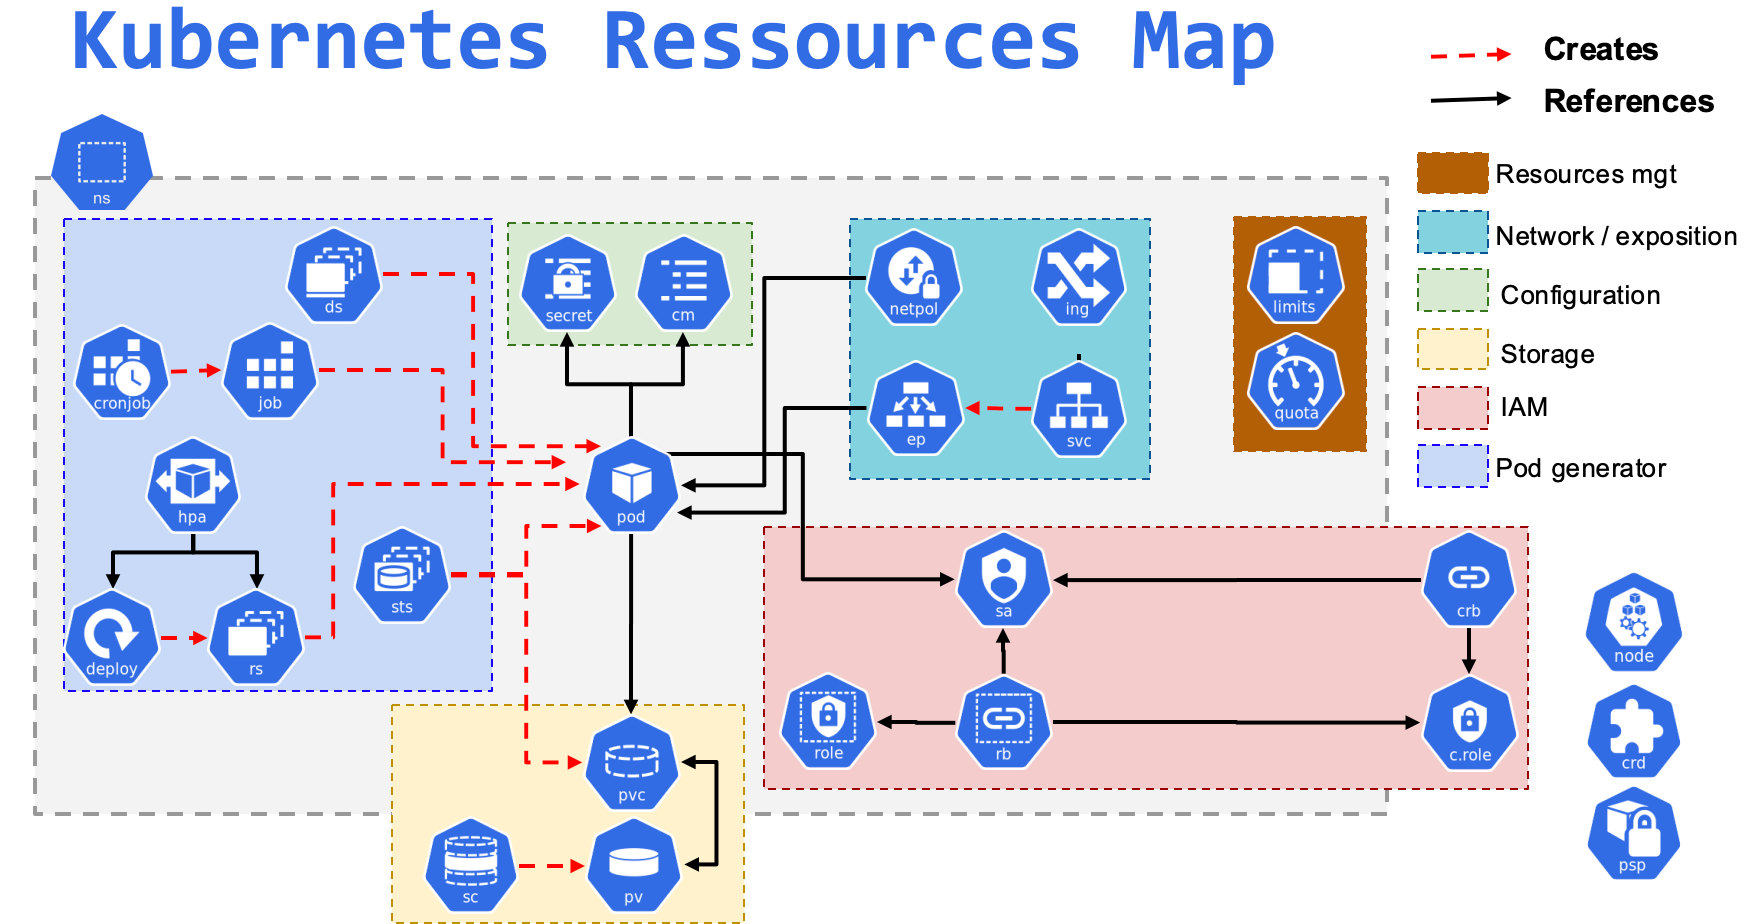 Kubernetes Ressources Map
Creates
References
Resources mgt
Network / exposition
Configuration
Storage
IAM
Pod generator
ns
ds
cronjob
job
hpa
deploy
rs
sts
secret
cm
pod
netpol
ing
ep
svc
limits
quota
sa
crb
role
rb
c.role
pvc
sc
pv
node
crd
psp